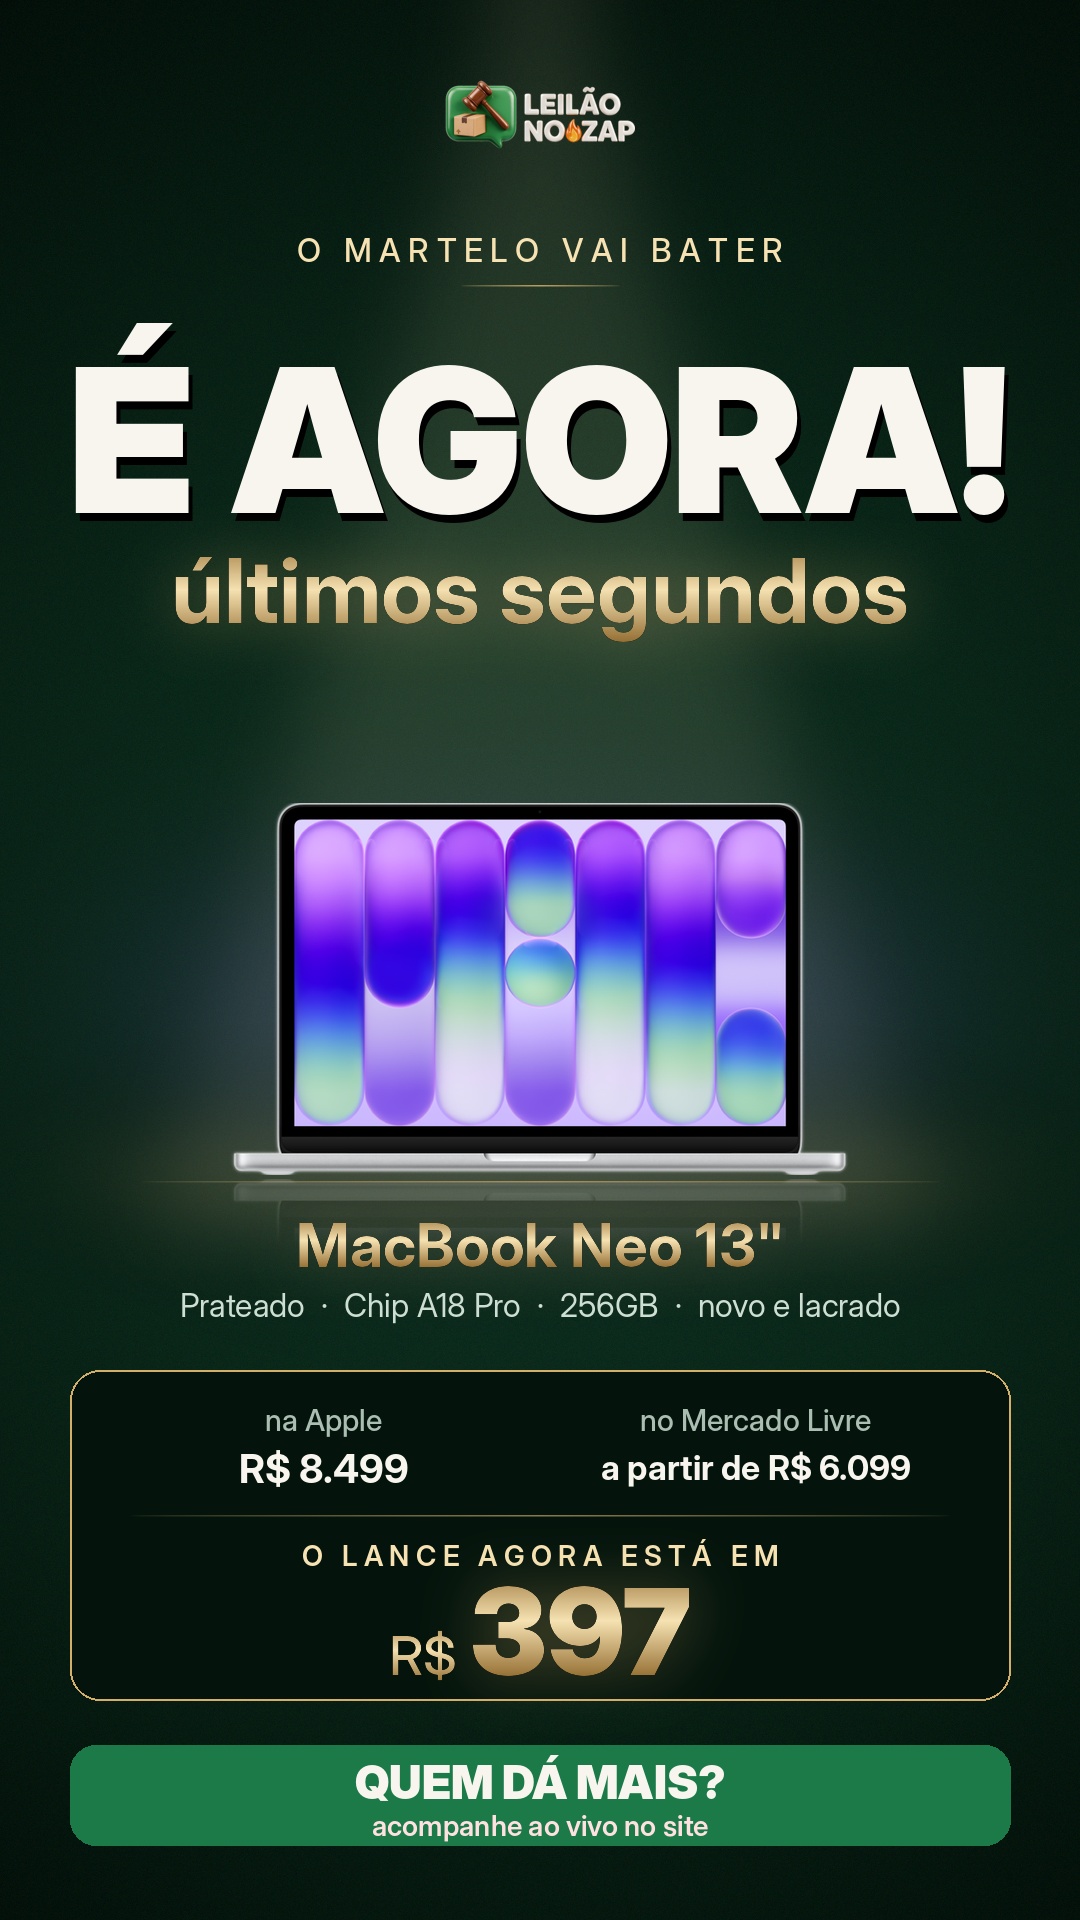 LEILÃO
NO ZAP
O MARTELO VAI BATER
É AGORA!
últimos segundos
MacBook Neo 13"
Prateado · Chip A18 Pro · 256GB · novo e lacrado
na Apple
R$ 8.499
no Mercado Livre
a partir de R$ 6.099
O LANCE AGORA ESTÁ EM
R$ 397
QUEM DÁ MAIS?
acompanhe ao vivo no site